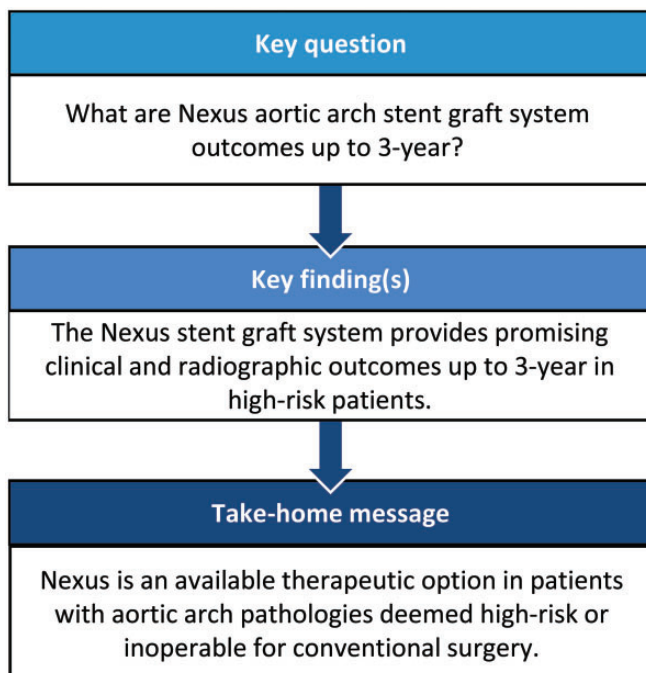 Key question
What are Nexus aortic arch stent graft system
outcomes up to 3-year?
Key finding(s)
The Nexus stent graft system provides promising
clinical and radiographic outcomes up to 3-year in
high-risk patients.
Take-home message
Nexus is an available therapeutic option in patients
with aortic arch pathologies deemed high-risk or
inoperable for conventional surgery.